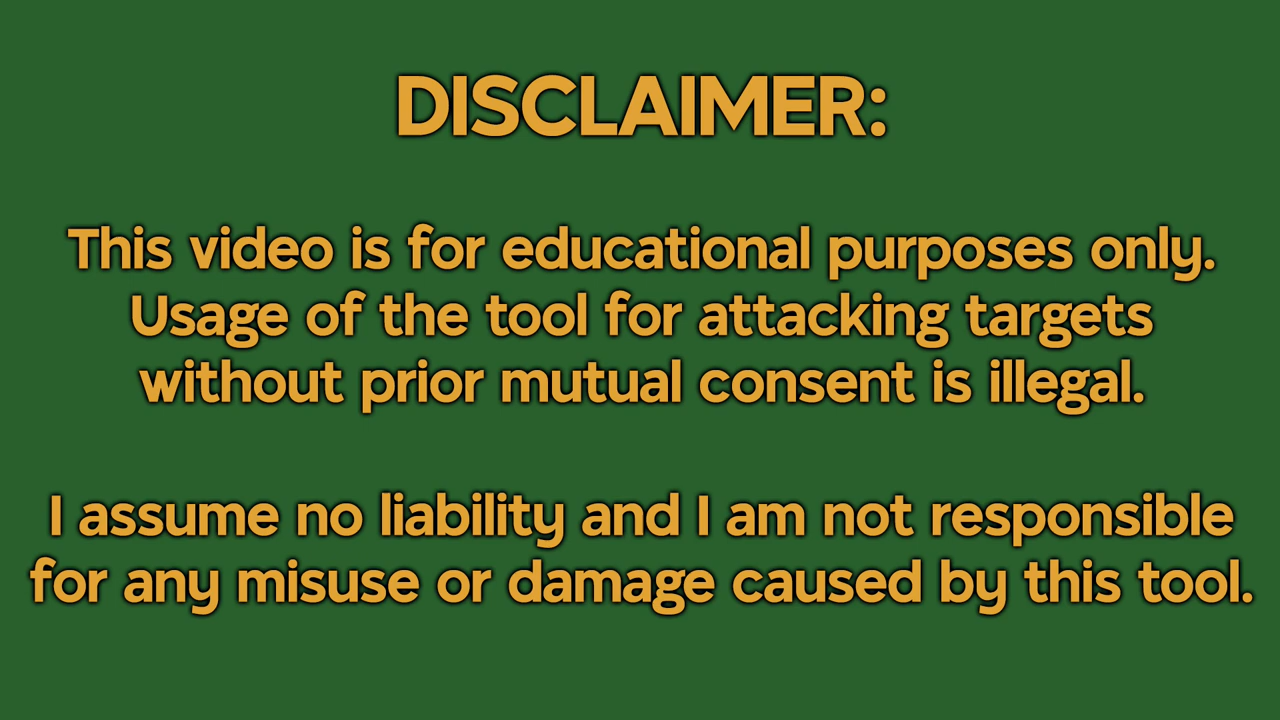 DISCLAIMER:
This video is for educational purposes only.
Usage of the tool for attacking targets
without prior mutual consent is illegal.
I assume no liability and I am not responsible
for any misuse or damage caused by this tool.